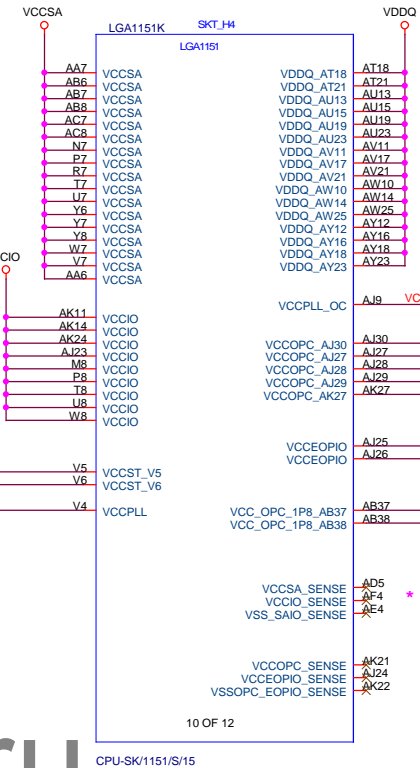 VCCSA VDDQ
LGA1151K SKT_H4
LGA1151
AA7 VCCSA VDDQ_AT18 AT18
AB6 VCCSA VDDQ_AT21 AT21
AB7 VCCSA VDDQ_AU13 AU13
AB8 VCCSA VDDQ_AU15 AU15
AC7 VCCSA VDDQ_AU19 AU19
AC8 VCCSA VDDQ_AU23 AU23
N7 VCCSA VDDQ_AV11 AV11
P7 VCCSA VDDQ_AV17 AV17
R7 VCCSA VDDQ_AV21 AV21
T7 VCCSA VDDQ_AW10 AW10
U7 VCCSA VDDQ_AW14 AW14
Y6 VCCSA VDDQ_AW25 AW25
Y7 VCCSA VDDQ_AY12 AY12
Y8 VCCSA VDDQ_AY16 AY16
W7 VCCSA VDDQ_AY18 AY18
V7 VCCSA VDDQ_AY23 AY23
AA6 VCCSA
CIO
VCCPLL_OC AJ9 VC
AK11 VCCIO
AK14 VCCIO
AK24 VCCIO VCCOPC_AJ30 AJ30
AJ23 VCCIO VCCOPC_AJ27 AJ27
M8 VCCIO VCCOPC_AJ28 AJ28
P8 VCCIO VCCOPC_AJ29 AJ29
T8 VCCIO VCCOPC_AK27 AK27
U8 VCCIO
W8 VCCIO
VCCEOPIO AJ25
VCCEOPIO AJ26
V5 VCCST_V5
V6 VCCST_V6
V4 VCCPLL VCC_OPC_1P8_AB37 AB37
VCC_OPC_1P8_AB38 AB38
VCCSA_SENSE AD5
VCCIO_SENSE AF4 *
VSS_SAIO_SENSE AE4
VCCOPC_SENSE AK21
VCCEOPIO_SENSE AJ24
VSSOPC_EOPIO_SENSE AK22
10 OF 12
CPU-SK/1151/S/15